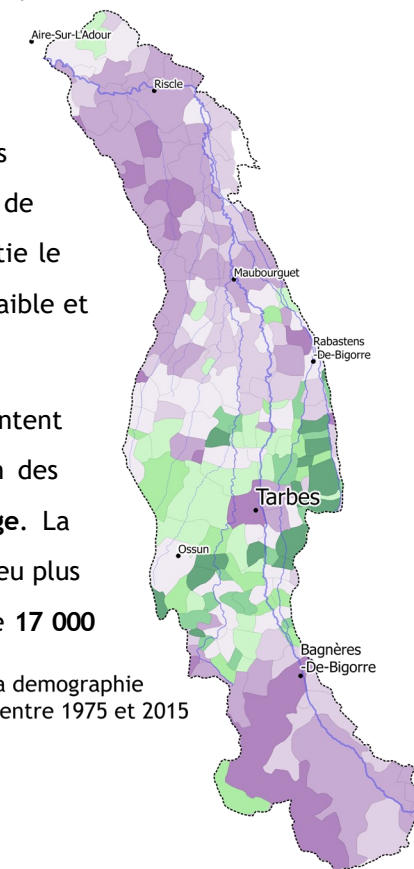 Aire-Sur-L'Adour
Riscle
s
de
tie le
Maubourguet
aible et
Rabastens
-De-Bigorre
ntent
n des
Tarbes
ge. La
Ossun
eu plus
e 17 000
Bagnères
-De-Bigorre
a demographie
entre 1975 et 2015